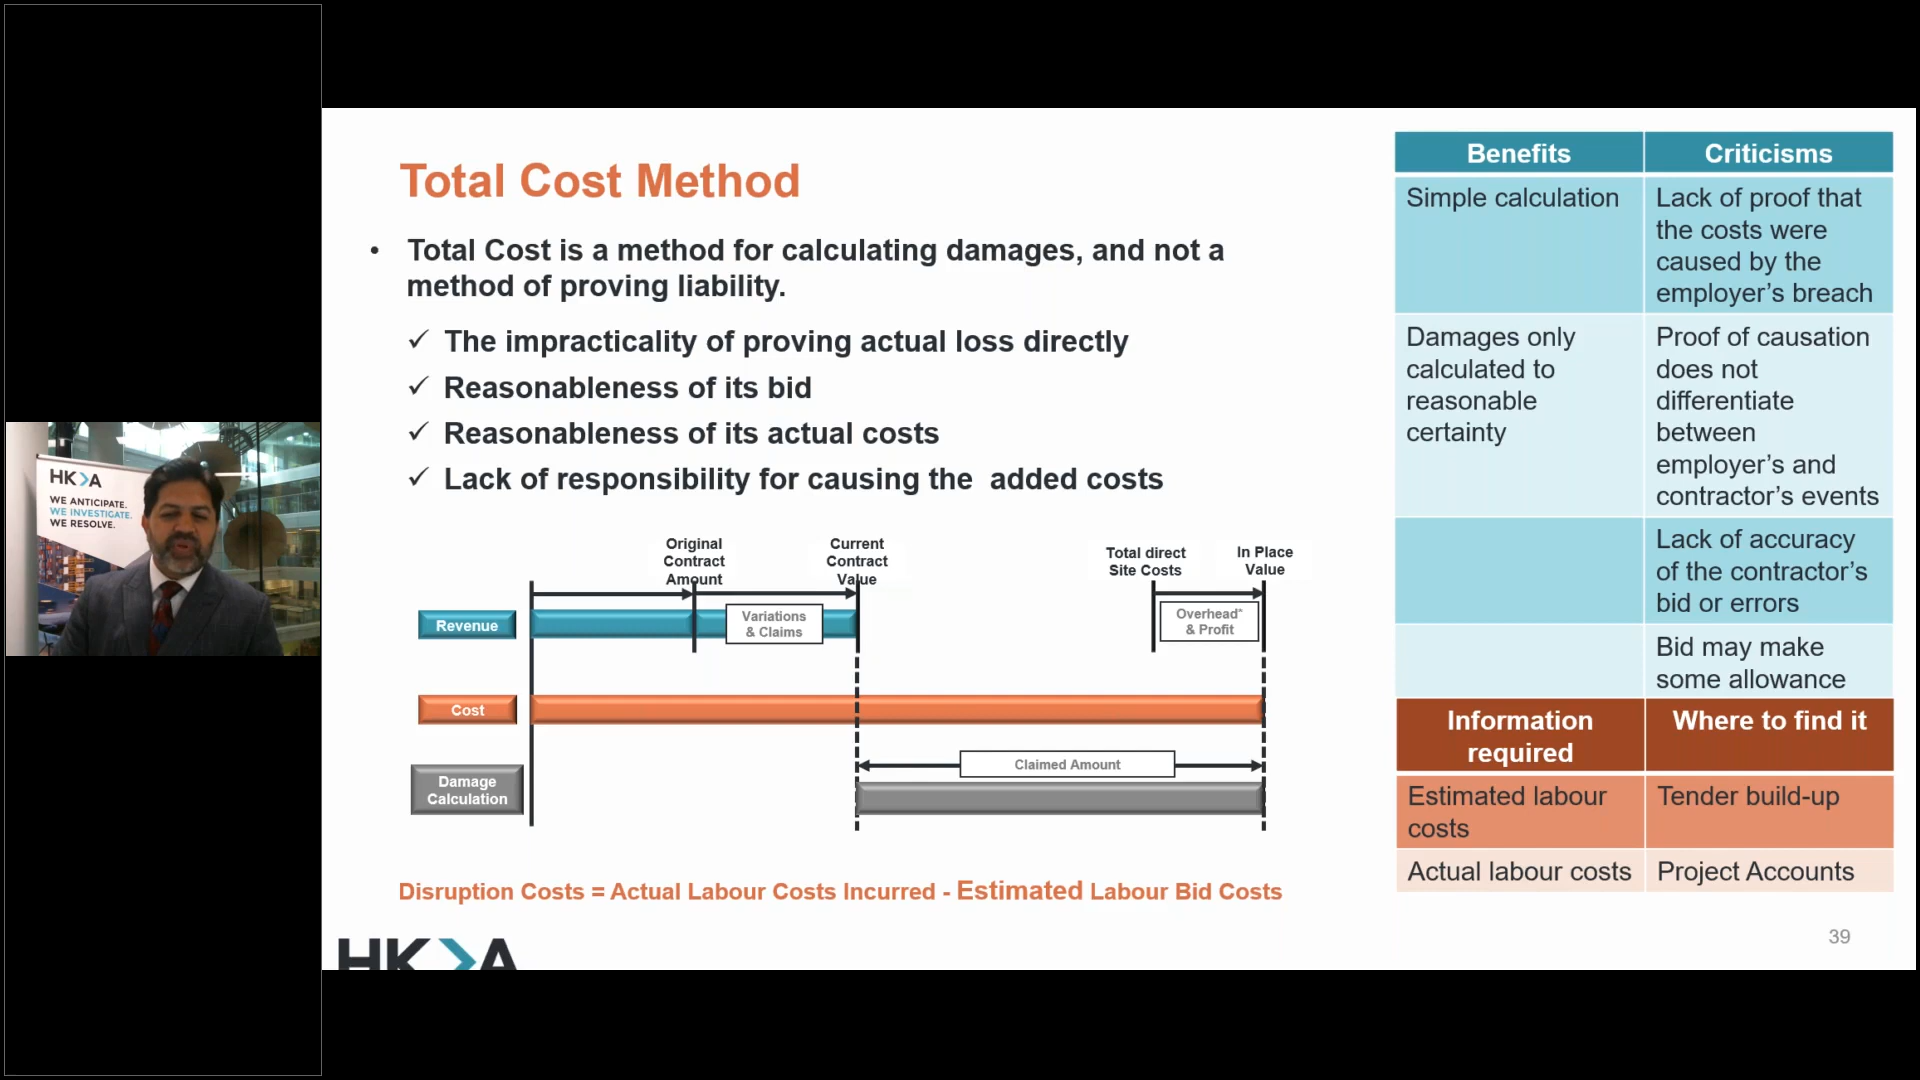 HKA
WE ANTICIPATE.
WE INVESTIGATE.
WE RESOLVE.
Total Cost Method
• Total Cost is a method for calculating damages, and not a
method of proving liability.
✓ The impracticality of proving actual loss directly
✓ Reasonableness of its bid
✓ Reasonableness of its actual costs
✓ Lack of responsibility for causing the  added costs
Original
Contract
Amount
Current
Contract
Value
Total direct
Site Costs
In Place
Value
Revenue
Variations
& Claims
Overhead*
& Profit
Cost
Claimed Amount
Damage
Calculation
Disruption Costs = Actual Labour Costs Incurred - Estimated Labour Bid Costs
HKA
Benefits
Criticisms
Simple calculation
Lack of proof that
the costs were
caused by the
employer’s breach
Damages only
calculated to
reasonable
certainty
Proof of causation
does not
differentiate
between
employer’s and
contractor’s events
Lack of accuracy
of the contractor’s
bid or errors
Bid may make
some allowance
Information
required
Where to find it
Estimated labour
costs
Tender build-up
Actual labour costs
Project Accounts
39